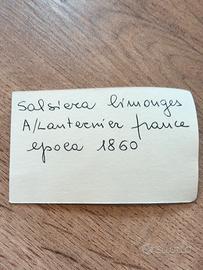 Salsiera limonges
A/Lanternier france
epoca 1860